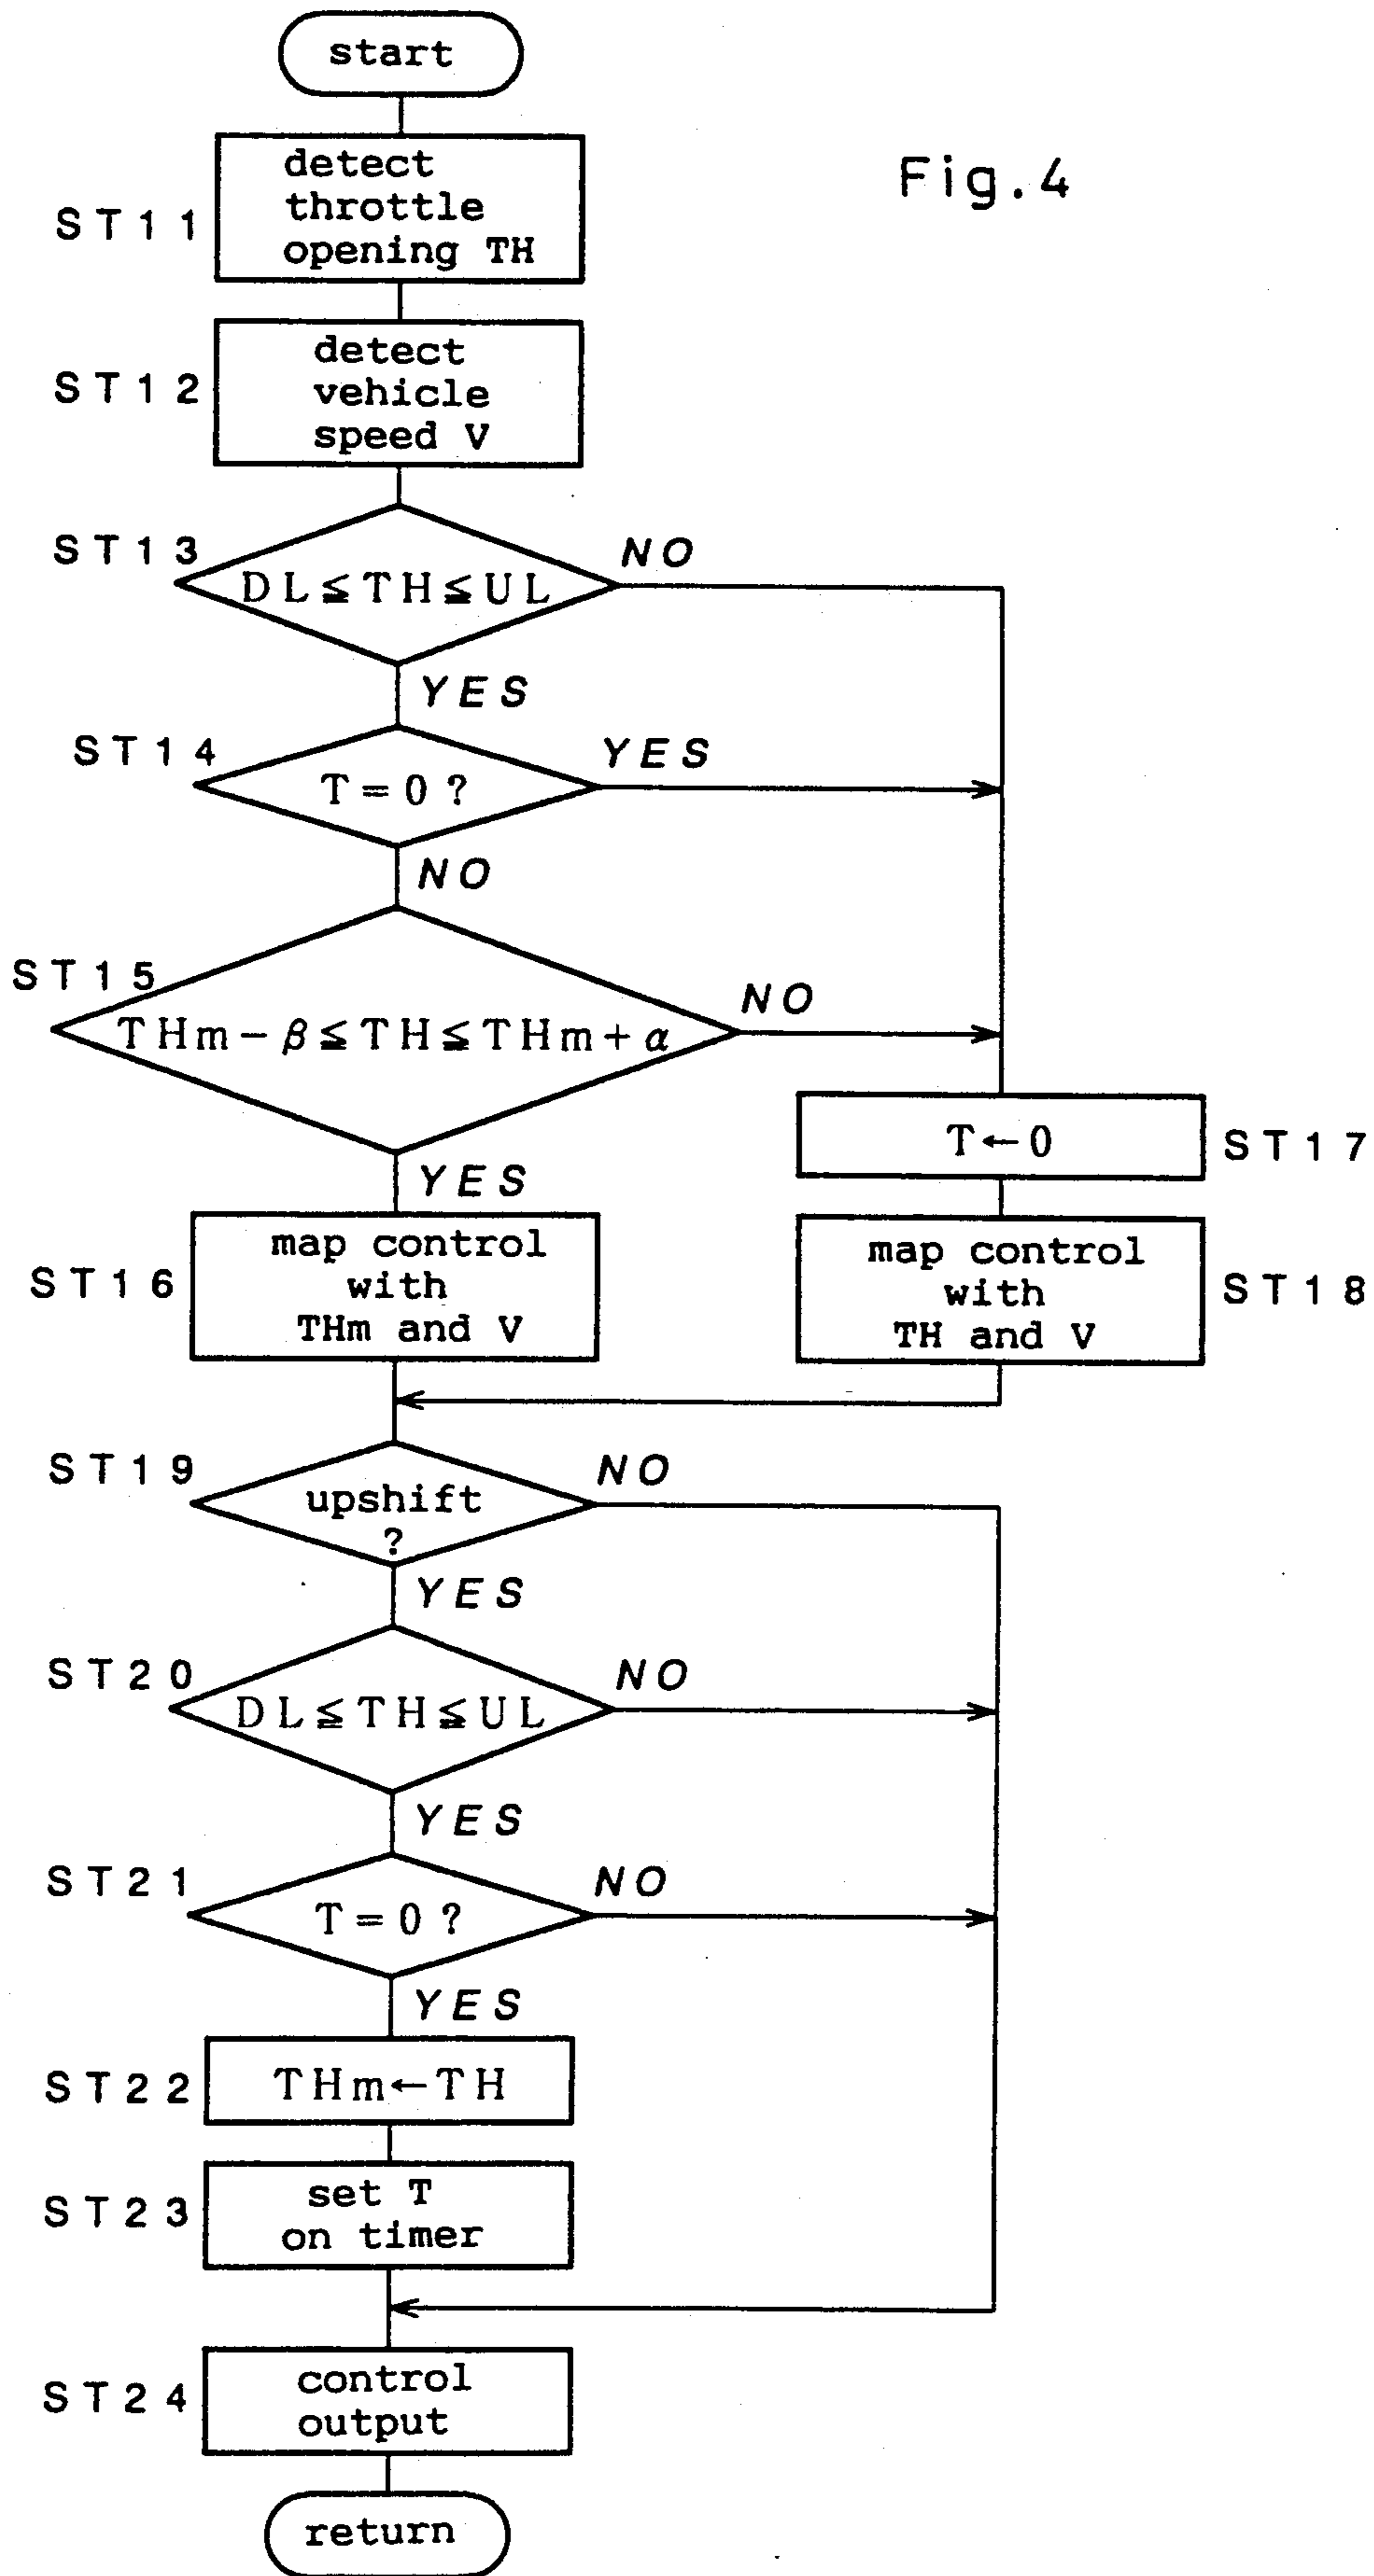 start
Fig.4
ST11
detect
throttle
opening TH
ST12
detect
vehicle
speed V
ST13
DL≦TH≦UL
NO
YES
ST14
T=0?
YES
NO
ST15
THm-β≦TH≦THm+α
NO
YES
T←0
ST17
ST16
map control
with
THm and V
map control
with
TH and V
ST18
ST19
upshift
?
NO
YES
ST20
DL≦TH≦UL
NO
YES
ST21
T=0?
NO
YES
ST22
THm←TH
ST23
set T
on timer
ST24
control
output
return